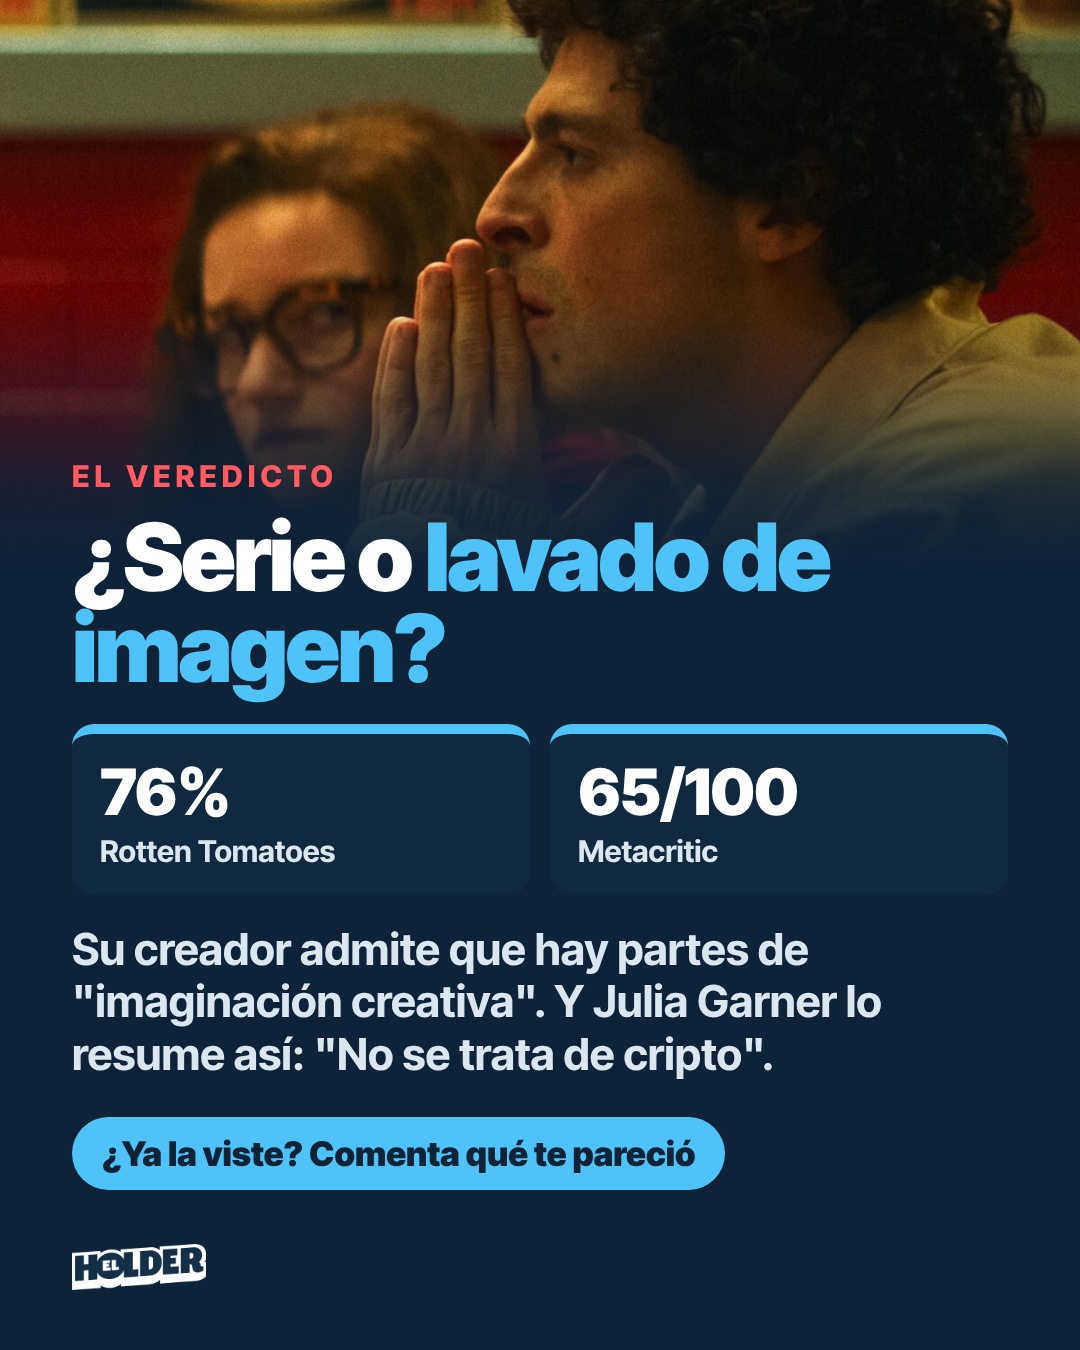 EL VEREDICTO
¿Serie o lavado de
imagen?
76%
Rotten Tomatoes
65/100
Metacritic
Su creador admite que hay partes de
"imaginación creativa". Y Julia Garner lo
resume así: "No se trata de cripto".
¿Ya la viste? Comenta qué te pareció
EL HOLDER